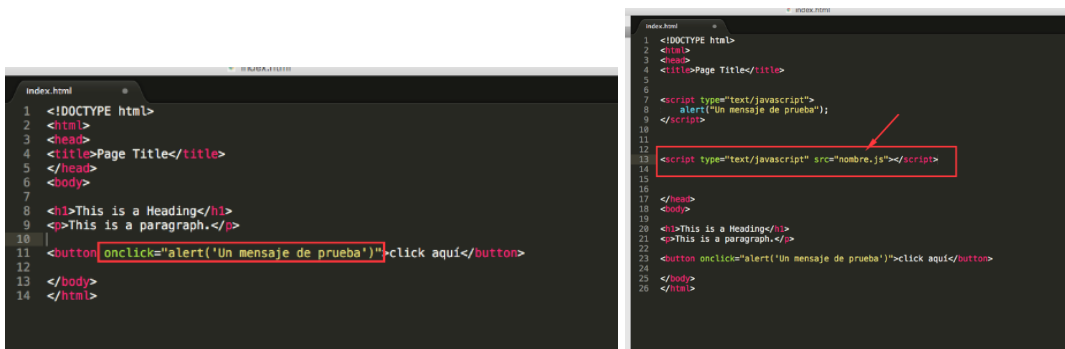 index.html
index.html
1 <!DOCTYPE html>
2 <html>
3 <head>
4 <title>Page Title</title>
5 </head>
6 <body>
7
8 <h1>This is a Heading</h1>
9 <p>This is a paragraph.</p>
10
11 <button onclick="alert('Un mensaje de prueba')">click aquí</button>
12
13 </body>
14 </html>
index.html
index.html
1 <!DOCTYPE html>
2 <html>
3 <head>
4 <title>Page Title</title>
5
6
7 <script type="text/javascript">
8 alert("Un mensaje de prueba");
9 </script>
10
11
12
13 <script type="text/javascript" src="nombre.js"></script>
14
15
16
17 </head>
18 <body>
19
20 <h1>This is a Heading</h1>
21 <p>This is a paragraph.</p>
22
23 <button onclick="alert('Un mensaje de prueba')">click aquí</button>
24
25 </body>
26 </html>